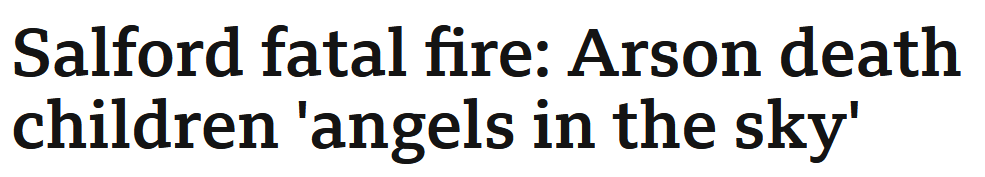 Salford fatal fire: Arson death
children 'angels in the sky'